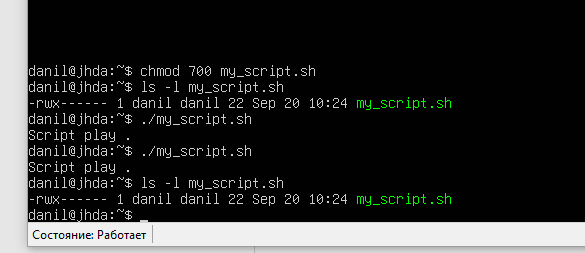 danil@jhda:~$ chmod 700 my_script.sh
danil@jhda:~$ ls -l my_script.sh
-rwx------ 1 danil danil 22 Sep 20 10:24 my_script.sh
danil@jhda:~$ ./my_script.sh
Script play .
danil@jhda:~$ ./my_script.sh
Script play .
danil@jhda:~$ ls -l my_script.sh
-rwx------ 1 danil danil 22 Sep 20 10:24 my_script.sh
danil@jhda:~$ _
Состояние: Работает